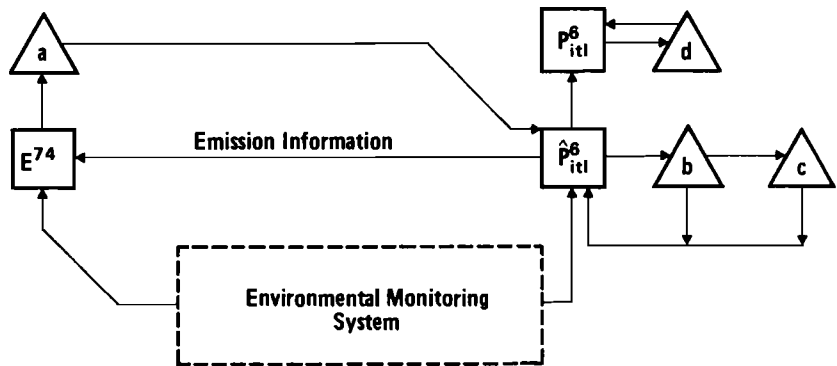 a
P^6_itl
d
Emission Information
E^74
P̂^6_itl
b
c
Environmental Monitoring
System